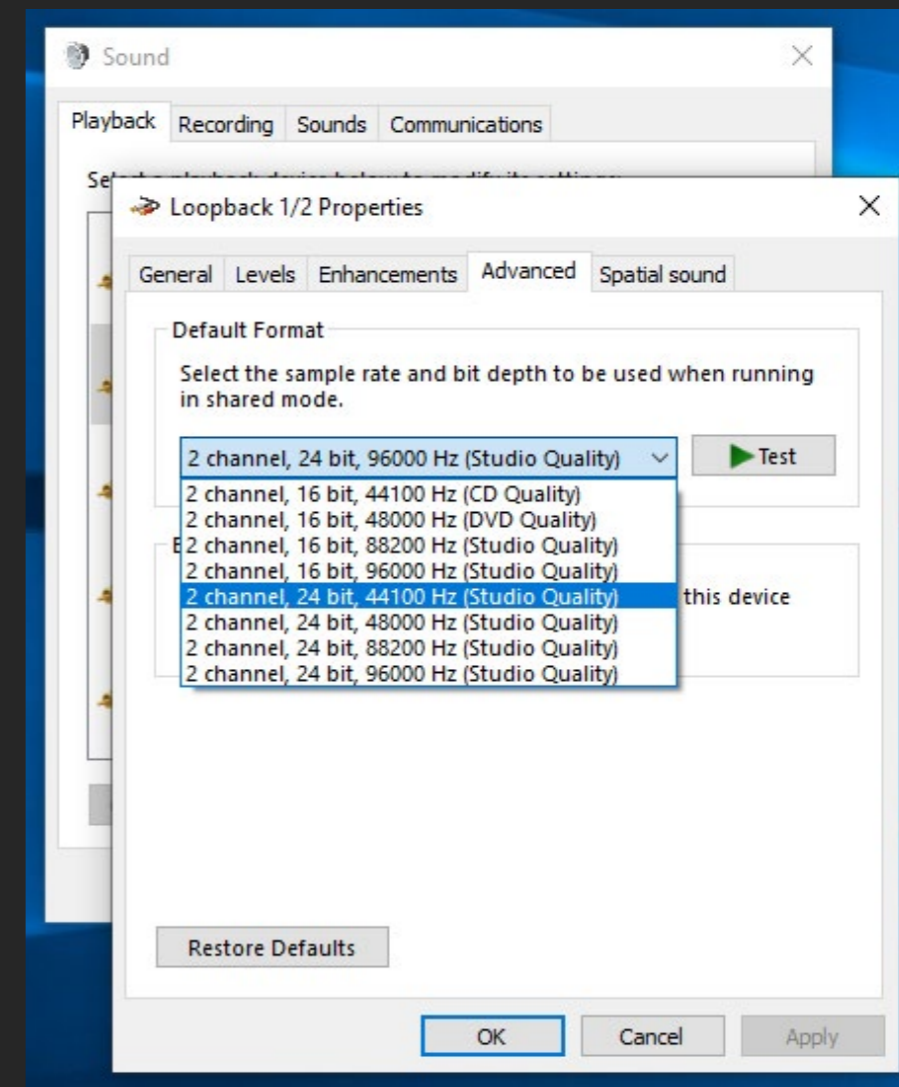 Sound
Playback Recording Sounds Communications
Loopback 1/2 Properties
General Levels Enhancements Advanced Spatial sound
Default Format
Select the sample rate and bit depth to be used when running
in shared mode.
2 channel, 24 bit, 96000 Hz (Studio Quality) Test
2 channel, 16 bit, 44100 Hz (CD Quality)
2 channel, 16 bit, 48000 Hz (DVD Quality)
2 channel, 16 bit, 88200 Hz (Studio Quality)
2 channel, 16 bit, 96000 Hz (Studio Quality)
2 channel, 24 bit, 44100 Hz (Studio Quality) this device
2 channel, 24 bit, 48000 Hz (Studio Quality)
2 channel, 24 bit, 88200 Hz (Studio Quality)
2 channel, 24 bit, 96000 Hz (Studio Quality)
Restore Defaults
OK Cancel Apply